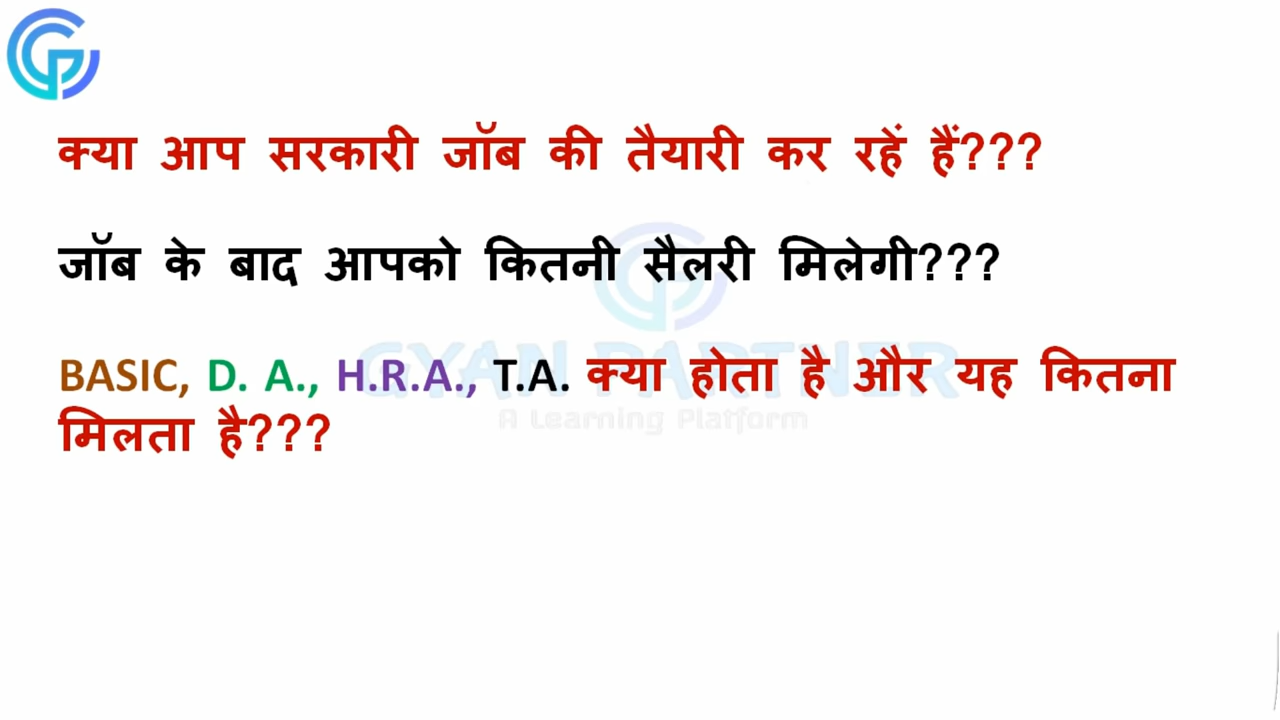 क्या आप सरकारी जॉब की तैयारी कर रहें हैं???
जॉब के बाद आपको कितनी सैलरी मिलेगी???
BASIC, D. A., H.R.A., T.A. क्या होता है और यह कितना
मिलता है???
GYAN PARTNER
A Learning Platform